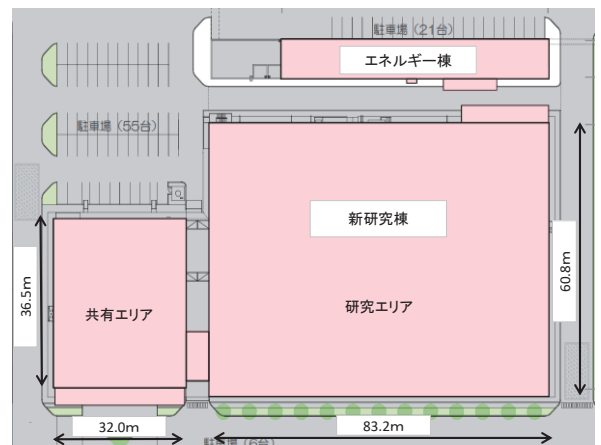 駐車場（21台）
エネルギー棟
駐車場（55台）
新研究棟
36.5m
共有エリア
研究エリア
60.8m
32.0m
83.2m
駐車場（6台）